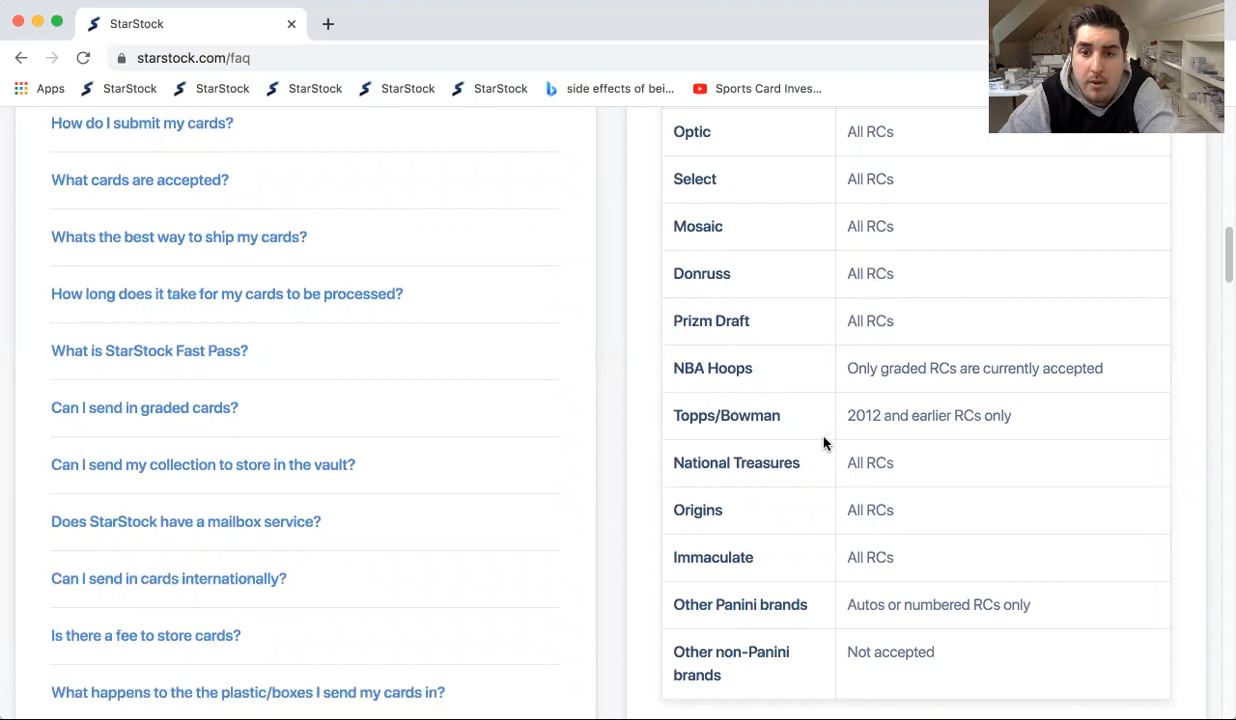 StarStock
starstock.com/faq
Apps
StarStock
StarStock
StarStock
StarStock
StarStock
side effects of bei...
Sports Card Inves...
How do I submit my cards?
What cards are accepted?
Whats the best way to ship my cards?
How long does it take for my cards to be processed?
What is StarStock Fast Pass?
Can I send in graded cards?
Can I send my collection to store in the vault?
Does StarStock have a mailbox service?
Can I send in cards internationally?
Is there a fee to store cards?
What happens to the the plastic/boxes I send my cards in?
Optic All RCs
Select All RCs
Mosaic All RCs
Donruss All RCs
Prizm Draft All RCs
NBA Hoops Only graded RCs are currently accepted
Topps/Bowman 2012 and earlier RCs only
National Treasures All RCs
Origins All RCs
Immaculate All RCs
Other Panini brands Autos or numbered RCs only
Other non-Panini Not accepted
brands